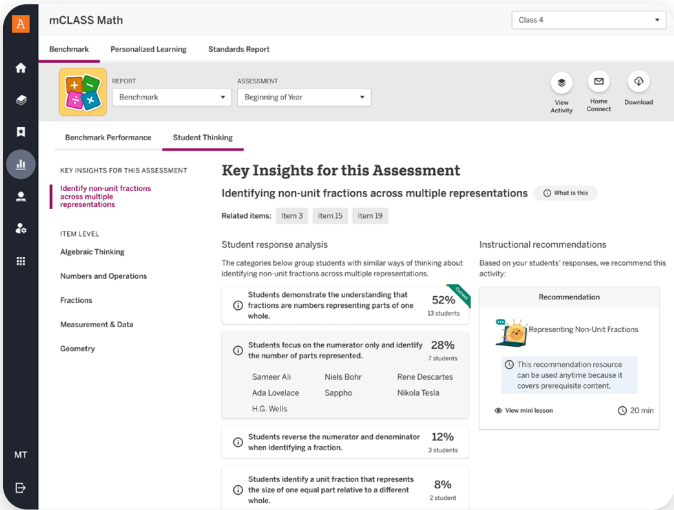 mCLASS Math
Class 4
Benchmark
Personalized Learning
Standards Report
REPORT
Benchmark
ASSESSMENT
Beginning of Year
View
Activity
Home
Connect
Download
Benchmark Performance
Student Thinking
KEY INSIGHTS FOR THIS ASSESSMENT
Identify non-unit fractions
across multiple
representations
ITEM LEVEL
Algebraic Thinking
Numbers and Operations
Fractions
Measurement & Data
Geometry
MT
Key Insights for this Assessment
Identifying non-unit fractions across multiple representations
What is this
Related items:
Item 3
Item 15
Item 19
Student response analysis
The categories below group students with similar ways of thinking about
identifying non-unit fractions across multiple representations.
Students demonstrate the understanding that
fractions are numbers representing parts of one
whole.
52%
13 students
Correct
Students focus on the numerator only and identify
the number of parts represented.
28%
7 students
Sameer Ali
Niels Bohr
Rene Descartes
Ada Lovelace
Sappho
Nikola Tesla
H.G. Wells
Students reverse the numerator and denominator
when identifying a fraction.
12%
3 students
Students identify a unit fraction that represents
the size of one equal part relative to a different
whole.
8%
2 student
Instructional recommendations
Based on your students' responses, we recommend this
activity:
Recommendation
Representing Non-Unit Fractions
This recommendation resource
can be used anytime because it
covers prerequisite content.
View mini lesson
20 min